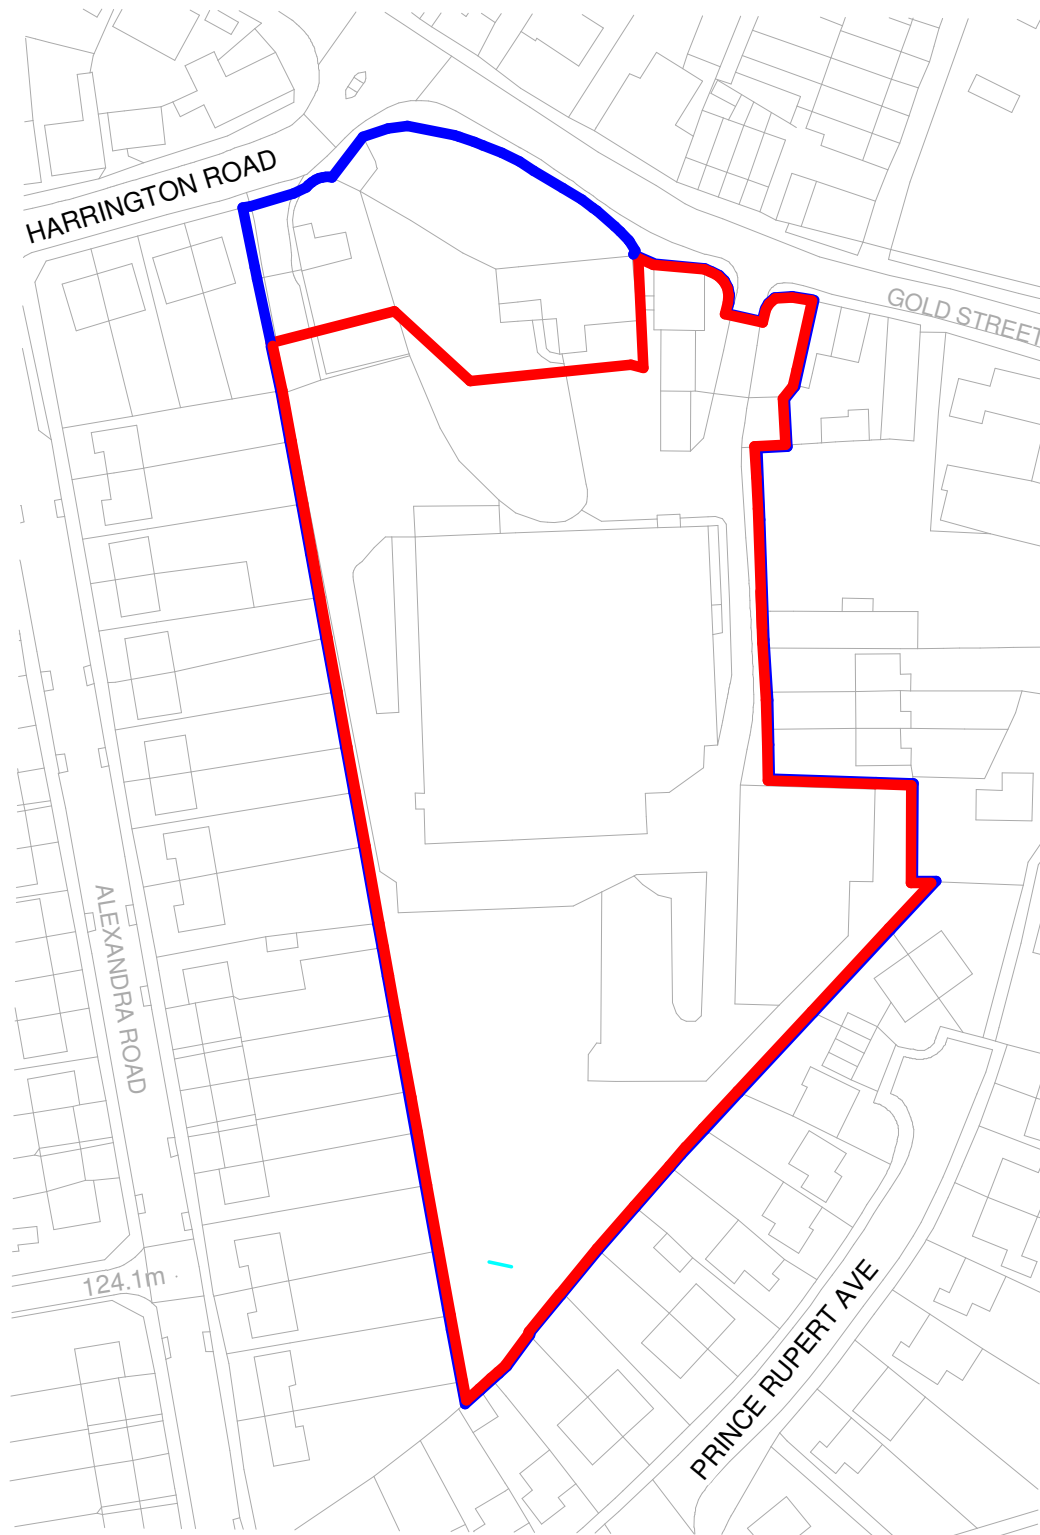 HARRINGTON ROAD
GOLD STREET
ALEXANDRA ROAD
124.1m
PRINCE RUPERT AVE